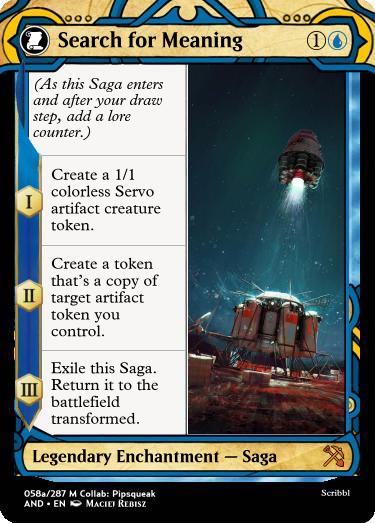 Search for Meaning
1
(As this Saga enters
and after your draw
step, add a lore
counter.)
I
Create a 1/1
colorless Servo
artifact creature
token.
II
Create a token
that's a copy of
target artifact
token you
control.
III
Exile this Saga.
Return it to the
battlefield
transformed.
Legendary Enchantment — Saga
058a/287 M Collab: Pipsqueak
AND • EN Maciej Rebisz
Scribbl